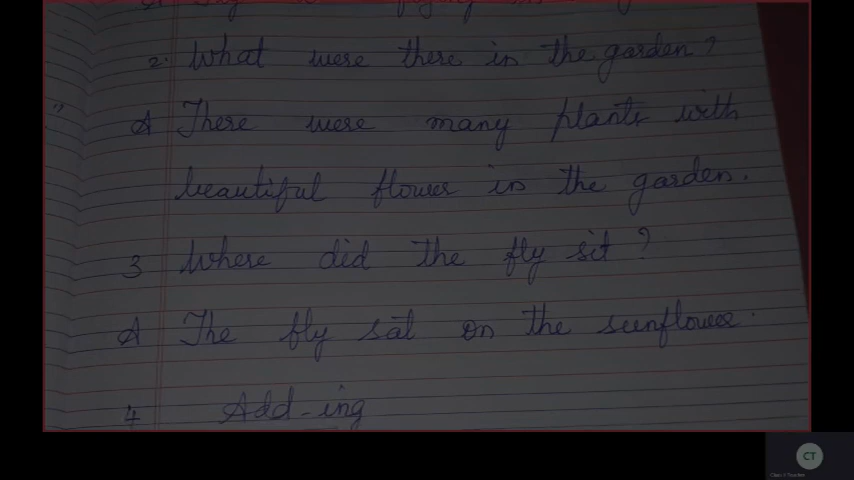 2. What were there in the garden?
A There were many plants with
beautiful flower in the garden.
3 Where did the fly sit?
A The fly sat on the sunflower.
4 Add-ing
CT